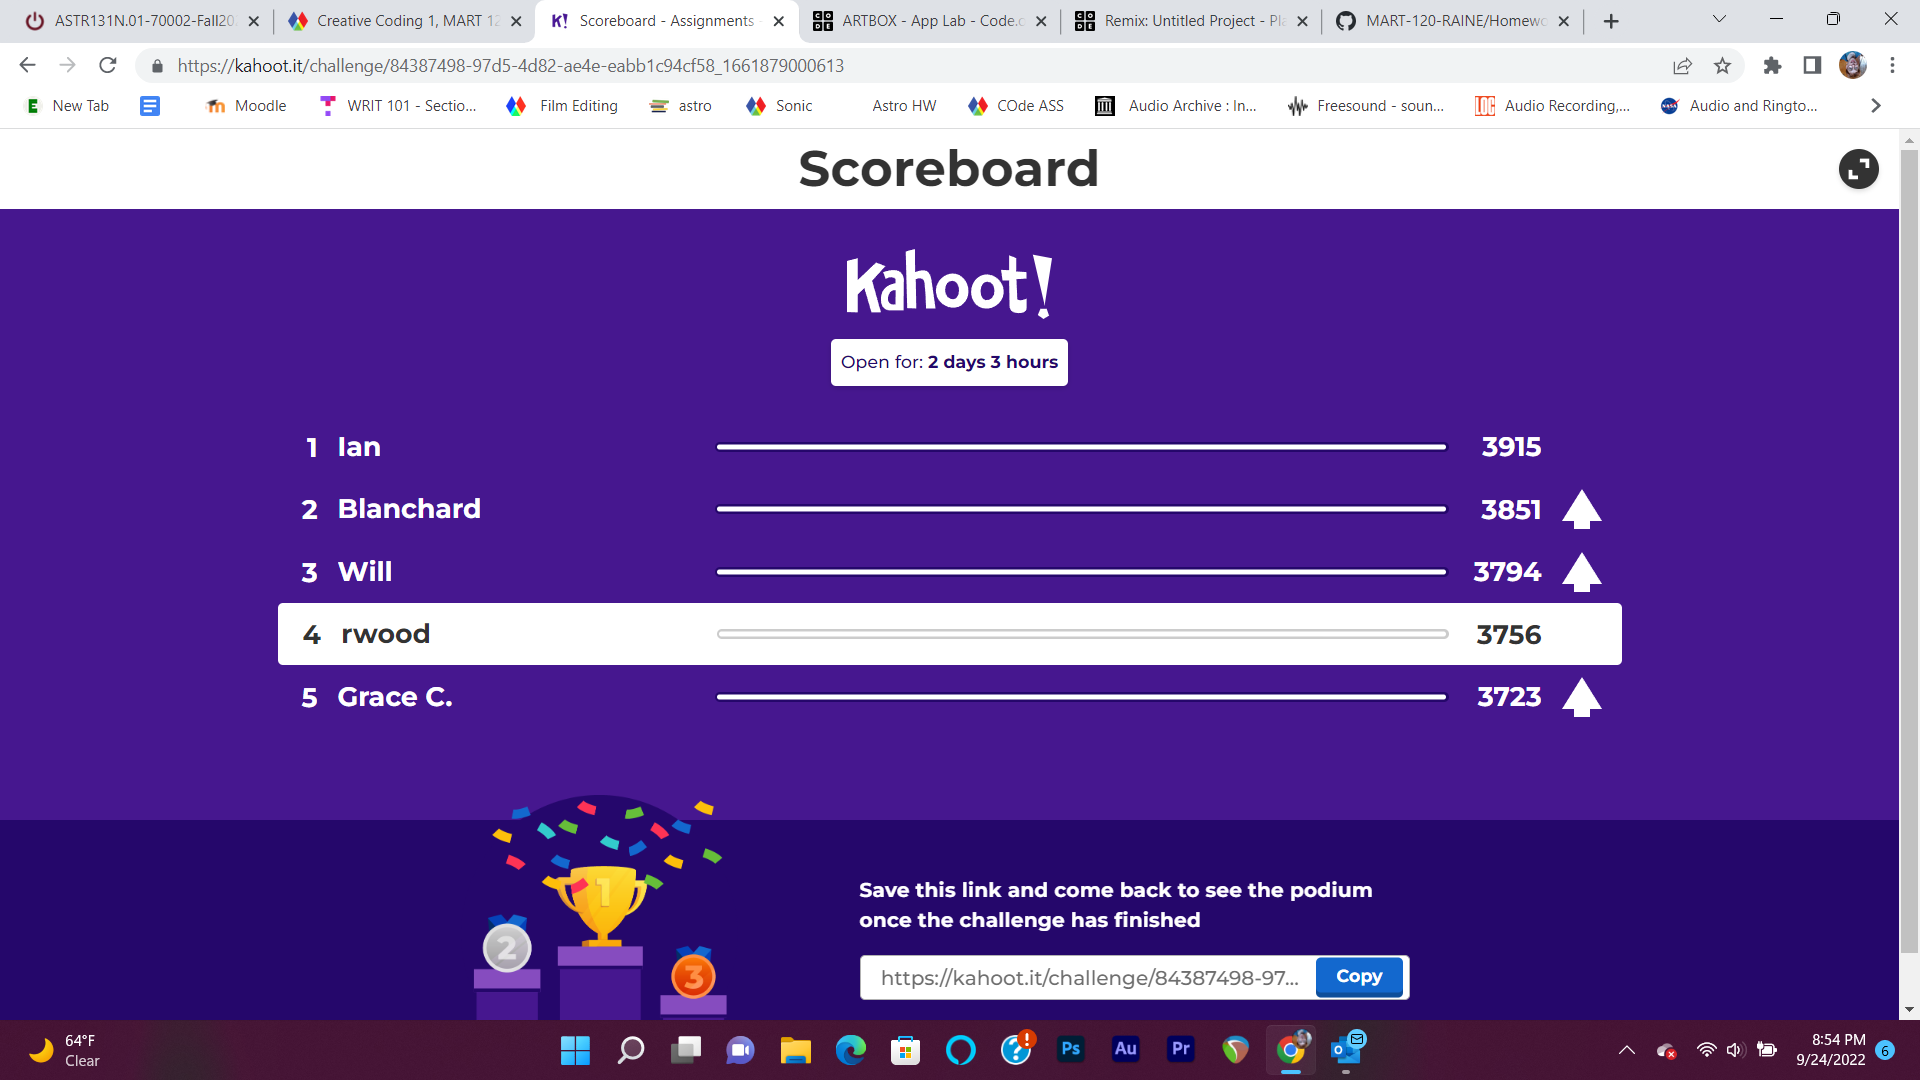 ASTR131N.01-70002-Fall20
Creative Coding 1, MART 12
K! Scoreboard - Assignments -
ARTBOX - App Lab - Code.o
Remix: Untitled Project - Pla
MART-120-RAINE/Homewo
https://kahoot.it/challenge/84387498-97d5-4d82-ae4e-eabb1c94cf58_1661879000613
New Tab
Moodle
WRIT 101 - Sectio...
Film Editing
astro
Sonic
Astro HW
COde ASS
Audio Archive : In...
Freesound - soun...
Audio Recording,...
Audio and Ringto...
Scoreboard
Kahoot!
Open for: 2 days 3 hours
1 Ian 3915
2 Blanchard 3851
3 Will 3794
4 rwood 3756
5 Grace C. 3723
1
2
3
Save this link and come back to see the podium
once the challenge has finished
https://kahoot.it/challenge/84387498-97...
Copy
64°F
Clear
Ps
Au
Pr
8:54 PM
9/24/2022
6